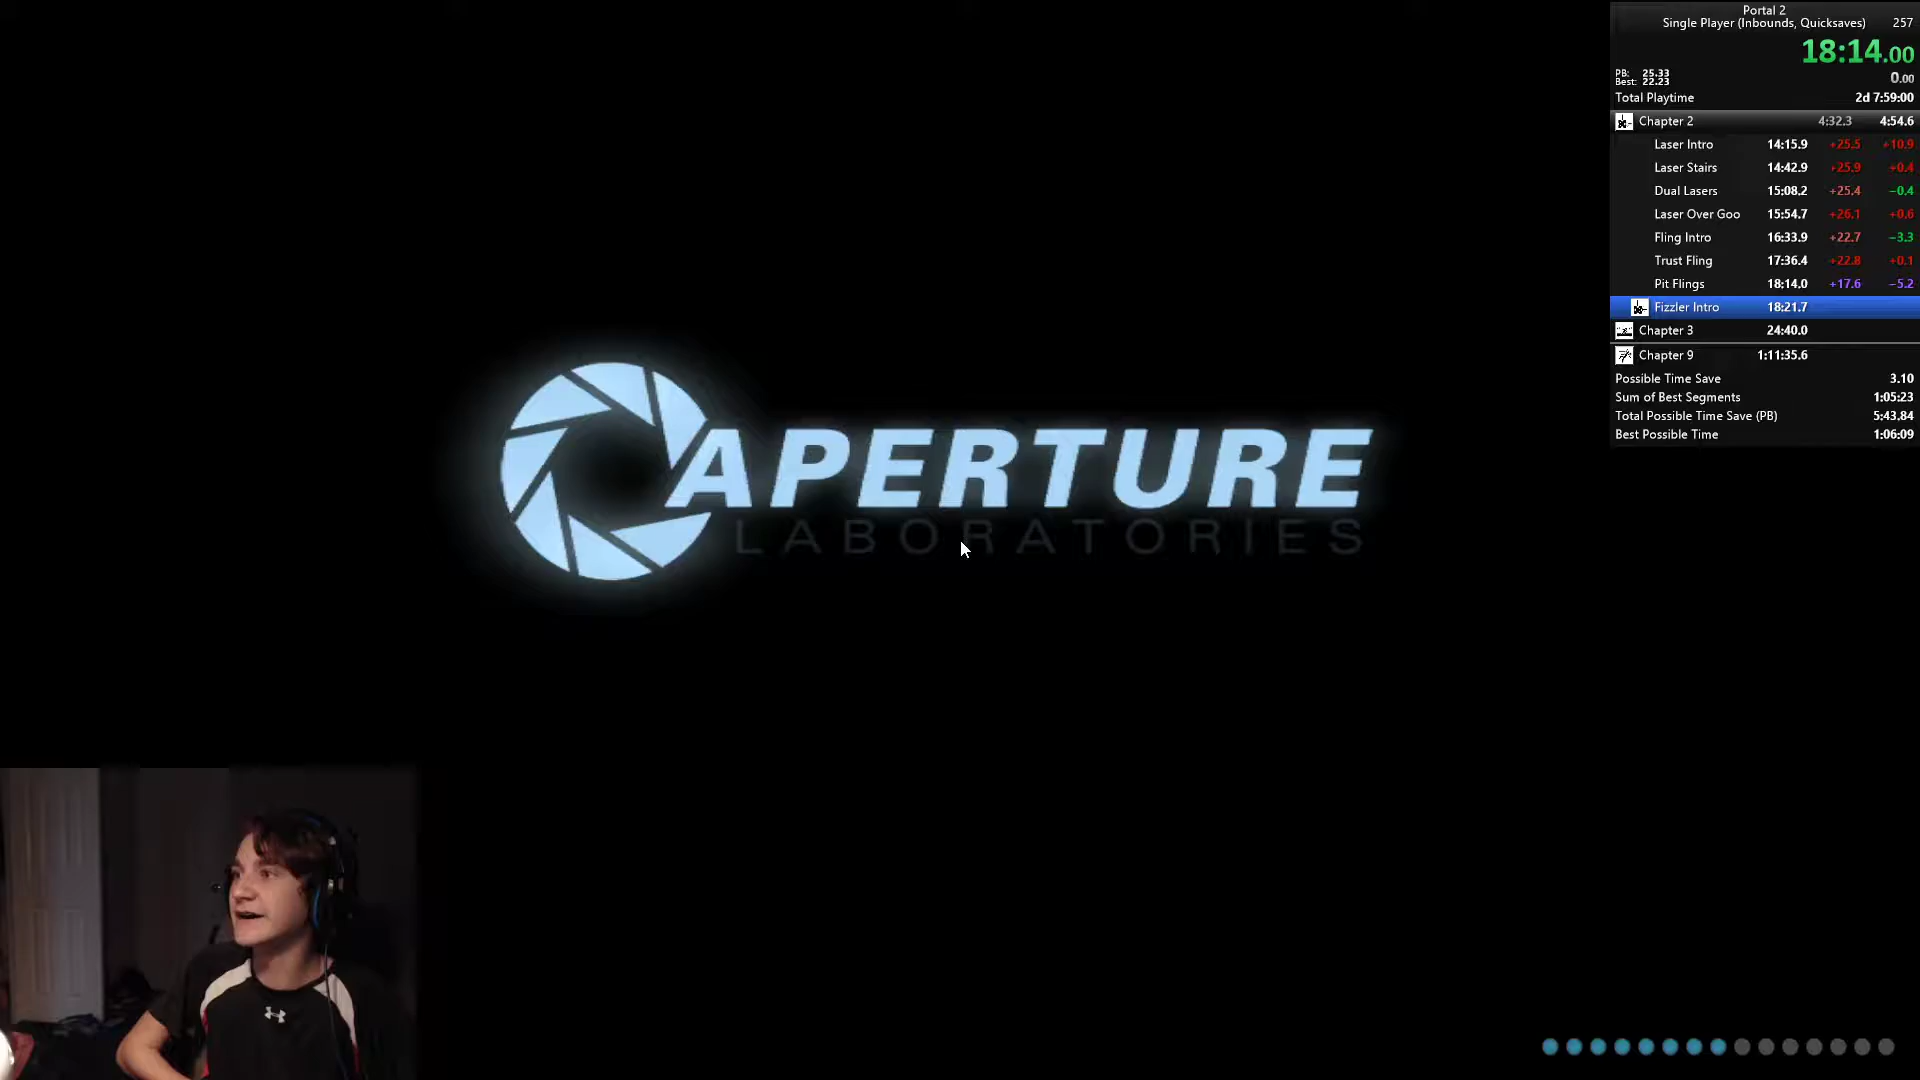 Portal 2
Single Player (Inbounds, Quicksaves) 257
18:14.00
PB: 25.33
Best: 22.23 0.00
Total Playtime 2d 7:59:00
Chapter 2 4:32.3 4:54.6
Laser Intro 14:15.9 +25.5 +10.9
Laser Stairs 14:42.9 +25.9 +0.4
Dual Lasers 15:08.2 +25.4 −0.4
Laser Over Goo 15:54.7 +26.1 +0.6
Fling Intro 16:33.9 +22.7 −3.3
Trust Fling 17:36.4 +22.8 +0.1
Pit Flings 18:14.0 +17.6 −5.2
Fizzler Intro 18:21.7
Chapter 3 24:40.0
Chapter 9 1:11:35.6
Possible Time Save 3.10
Sum of Best Segments 1:05:23
Total Possible Time Save (PB) 5:43.84
Best Possible Time 1:06:09
APERTURE
LABORATORIES